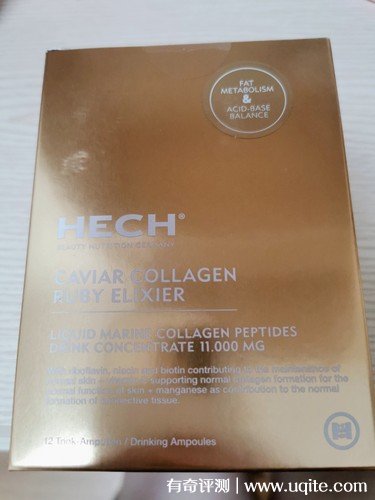 FAT
METABOLISM
&
ACID-BASE
BALANCE
HECH®
BEAUTY NUTRITION GERMANY
CAVIAR COLLAGEN
RUBY ELIXIER
LIQUID MARINE COLLAGEN PEPTIDES
DRINK CONCENTRATE 11.000 MG
With riboflavin, niacin and biotin contributing to the maintenance of
normal skin + supporting normal collagen formation for the
normal function of skin + manganese as contribution to the normal
formation of connective tissue.
12 Trink-Ampullen / Drinking Ampoules
有奇评测 | www.uqite.com